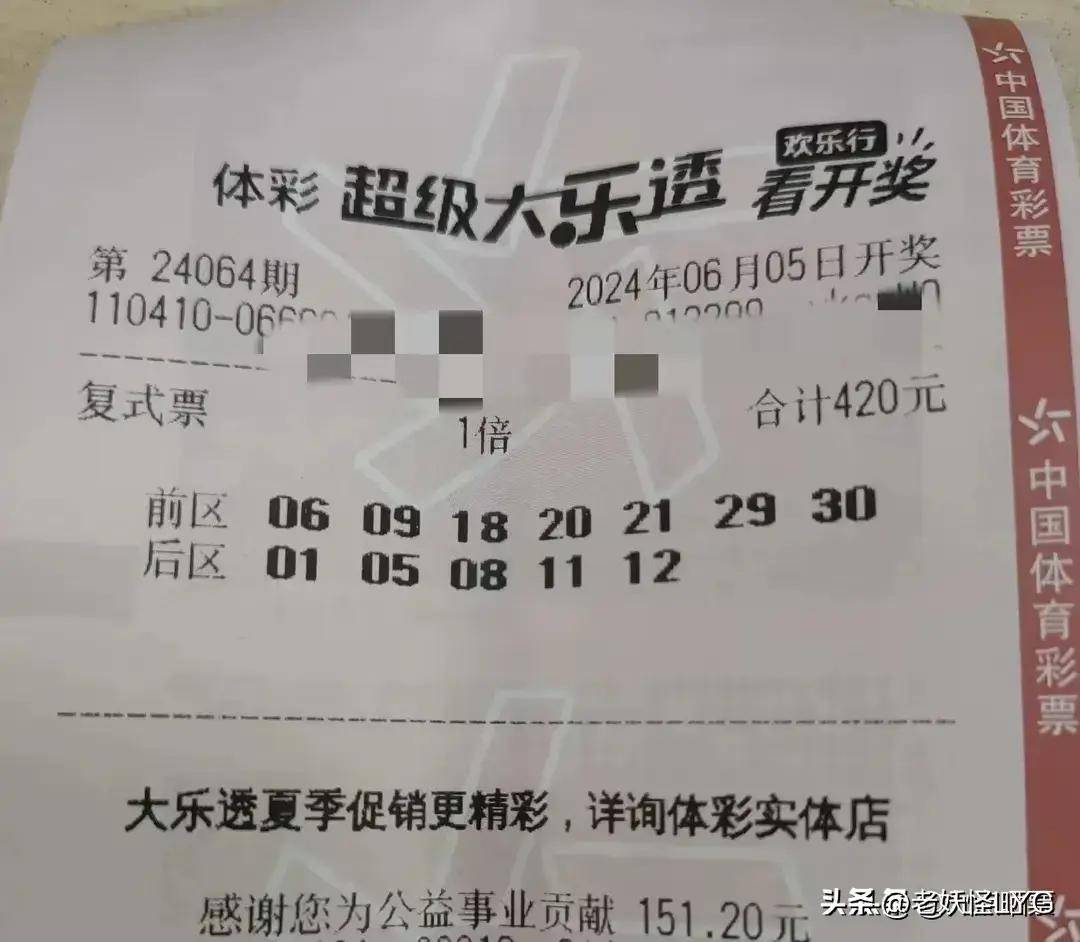 欢乐行
体彩 超级大乐透 看开奖
第 24064期 2024年06月05日开奖
110410-06
复式票 合计420元
1倍
前区 06 09 18 20 21 29 30
后区 01 05 08 11 12
大乐透夏季促销更精彩，详询体彩实体店
感谢您为公益事业贡献 151.20元
中国体育彩票
中国体育彩票
头条 @老妖怪